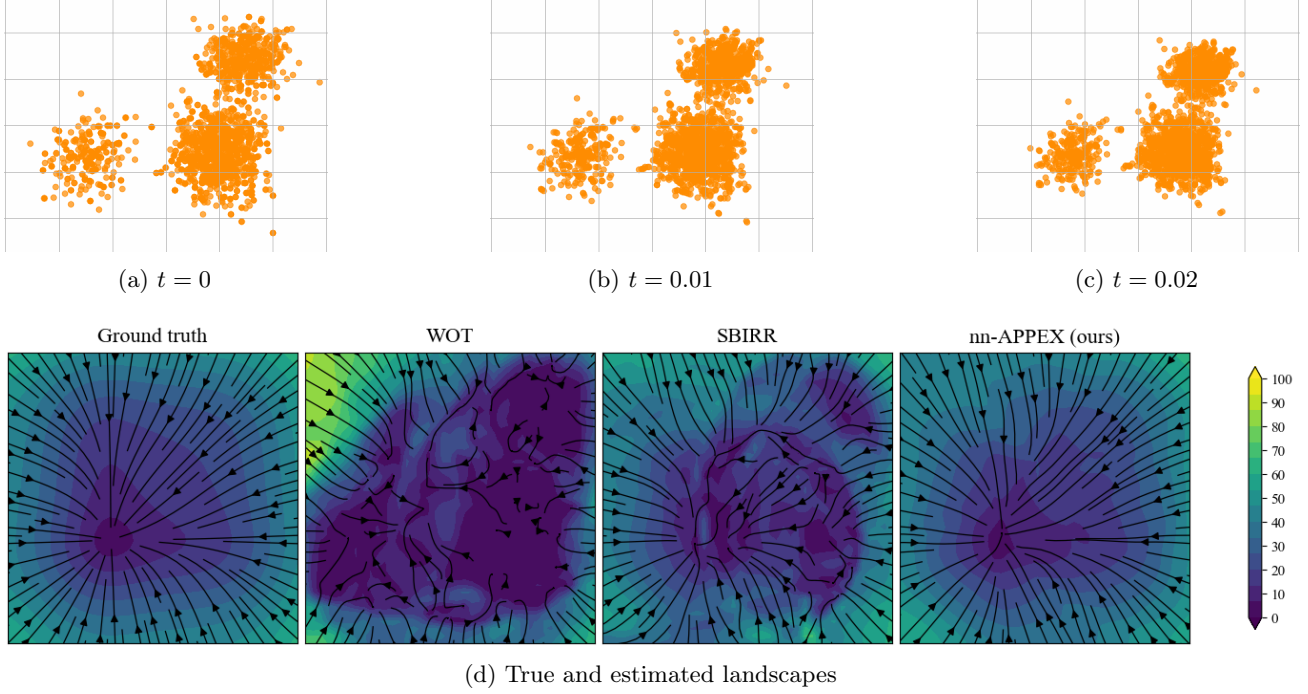 (a) t = 0
(b) t = 0.01
(c) t = 0.02
Ground truth
WOT
SBIRR
nn-APPEX (ours)
100
90
80
70
60
50
40
30
20
10
0
(d) True and estimated landscapes